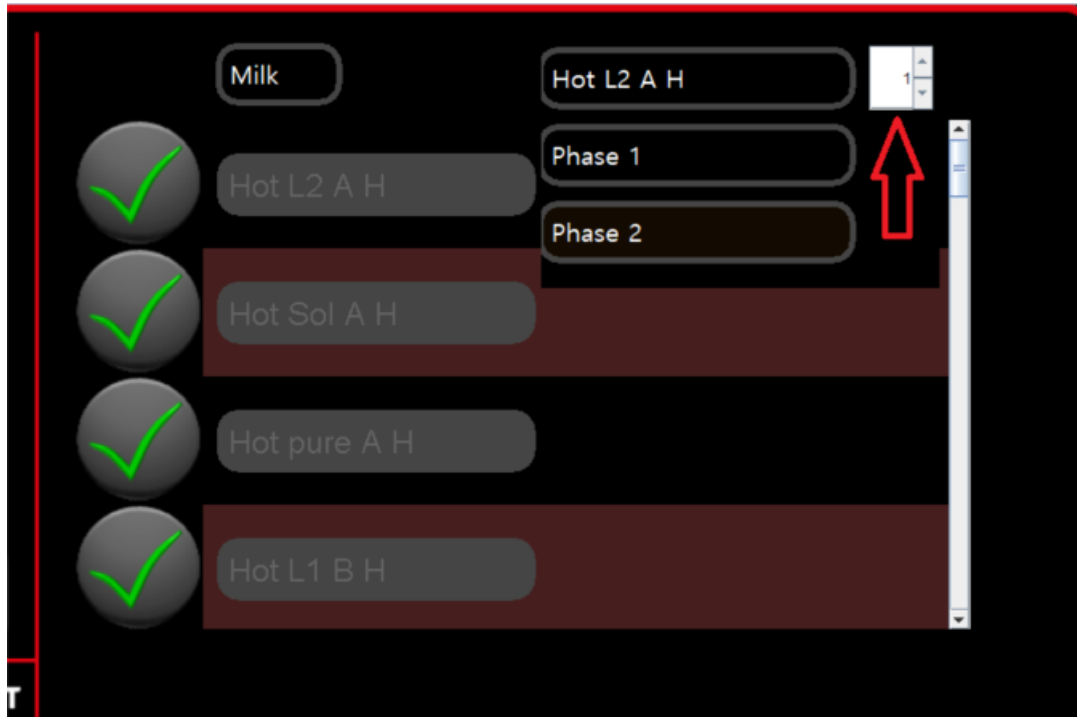 Milk
Hot L2 A H
1
Phase 1
Hot L2 A H
Phase 2
Hot Sol A H
Hot pure A H
Hot L1 B H
T